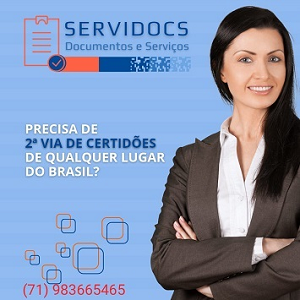 SERVIDOCS
Documentos e Serviços
PRECISA DE
2ª VIA DE CERTIDÕES
DE QUALQUER LUGAR
DO BRASIL?
(71) 983665465